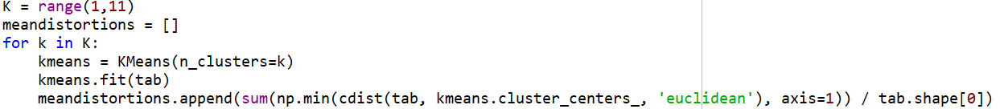 K = range(1,11)
meandistortions = []
for k in K:
    kmeans = KMeans(n_clusters=k)
    kmeans.fit(tab)
    meandistortions.append(sum(np.min(cdist(tab, kmeans.cluster_centers_, 'euclidean'), axis=1)) / tab.shape[0])